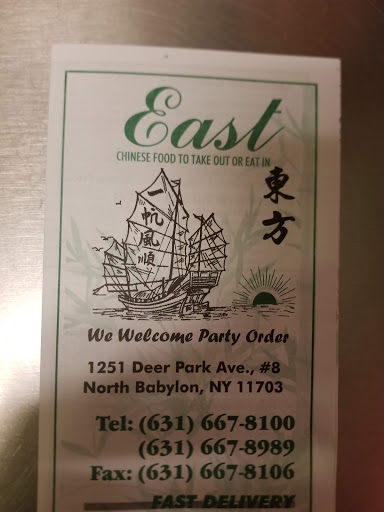 East
CHINESE FOOD TO TAKE OUT OR EAT IN
東方
一帆風順
We Welcome Party Order
1251 Deer Park Ave., #8
North Babylon, NY 11703
Tel: (631) 667-8100
(631) 667-8989
Fax: (631) 667-8106
FAST DELIVERY